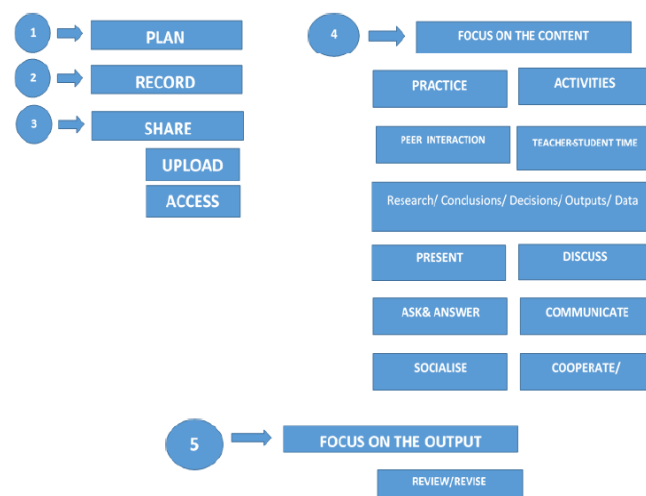 1 PLAN
2 RECORD
3 SHARE
UPLOAD
ACCESS
4 FOCUS ON THE CONTENT
PRACTICE ACTIVITIES
PEER INTERACTION TEACHER-STUDENT TIME
Research/ Conclusions/ Decisions/ Outputs/ Data
PRESENT DISCUSS
ASK& ANSWER COMMUNICATE
SOCIALISE COOPERATE/
5 FOCUS ON THE OUTPUT
REVIEW/REVISE